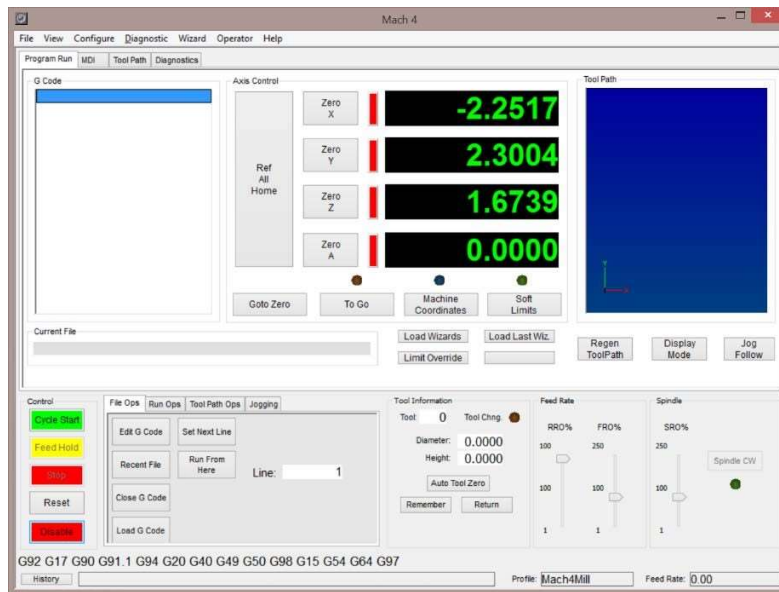 Mach 4
File View Configure Diagnostic Wizard Operator Help
Program Run MDI Tool Path Diagnostics
G Code
Axis Control
Tool Path
Ref All Home
Zero X
-2.2517
Zero Y
2.3004
Zero Z
1.6739
Zero A
0.0000
Goto Zero
To Go
Machine Coordinates
Soft Limits
Current File
Load Wizards
Load Last Wiz.
Limit Override
Regen ToolPath
Display Mode
Jog Follow
Control
Cycle Start
Feed Hold
Stop
Reset
Disable
File Ops Run Ops Tool Path Ops Jogging
Edit G Code
Set Next Line
Recent File
Run From Here
Line: 1
Close G Code
Load G Code
Tool Information
Tool: 0 Tool Chng.
Diameter: 0.0000
Height: 0.0000
Auto Tool Zero
Remember
Return
Feed Rate
RRO% FRO%
100 250
100 100
1 1
Spindle
SRO%
250
100
1
Spindle CW
G92 G17 G90 G91.1 G94 G20 G40 G49 G50 G98 G15 G54 G64 G97
History
Profile: Mach4Mill
Feed Rate: 0.00